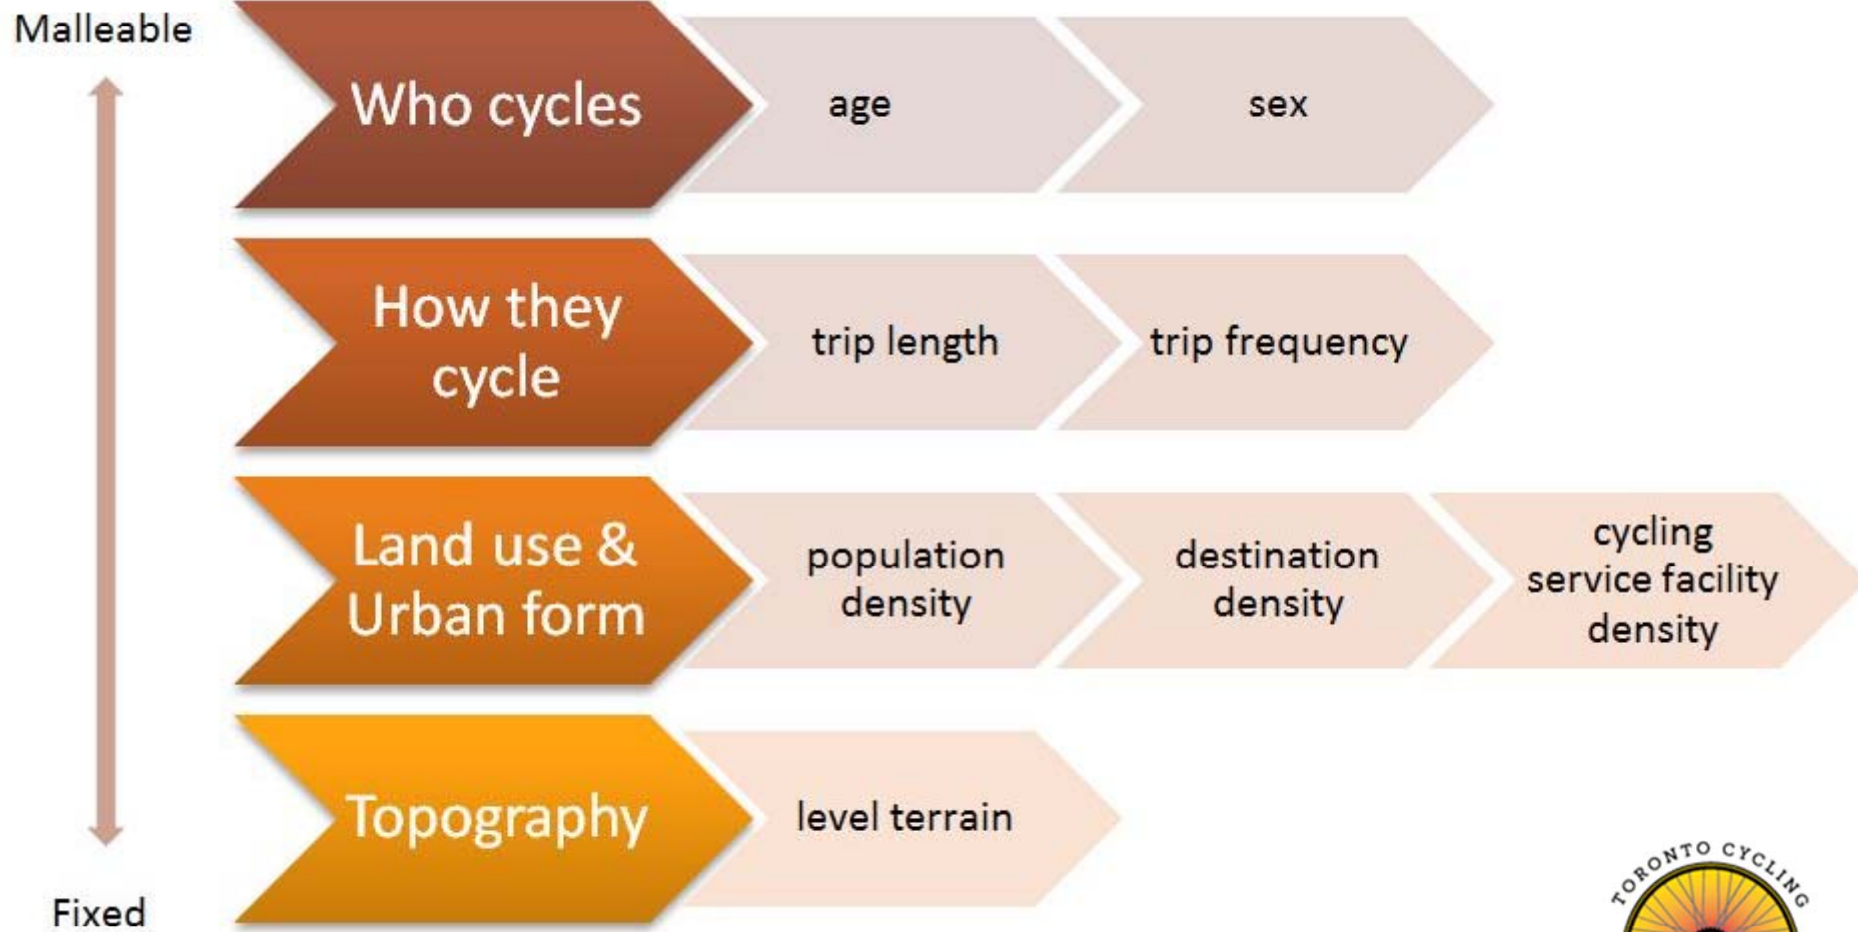 Malleable
Who cycles
age
sex
How they
cycle
trip length
trip frequency
Land use &
Urban form
population
density
destination
density
cycling
service facility
density
Topography
level terrain
Fixed
TORONTO CYCLING